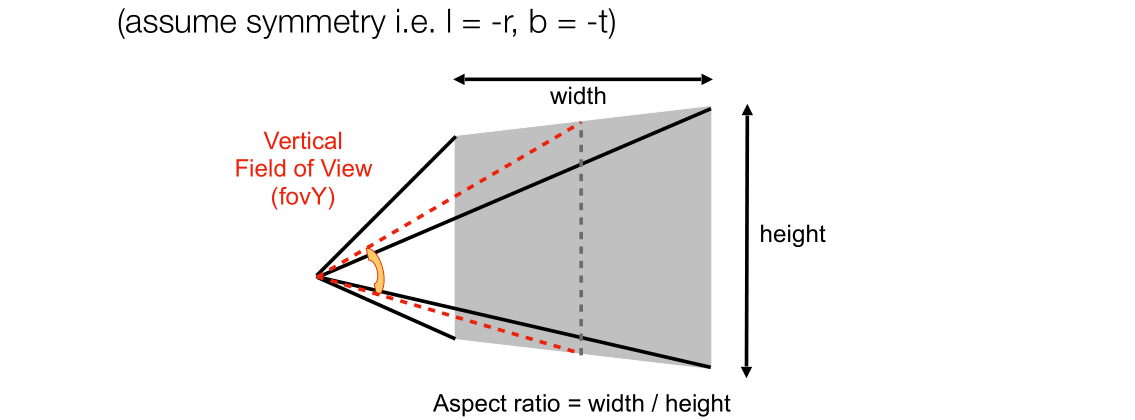 (assume symmetry i.e. l = -r, b = -t)
width
Vertical
Field of View
(fovY)
height
Aspect ratio = width / height